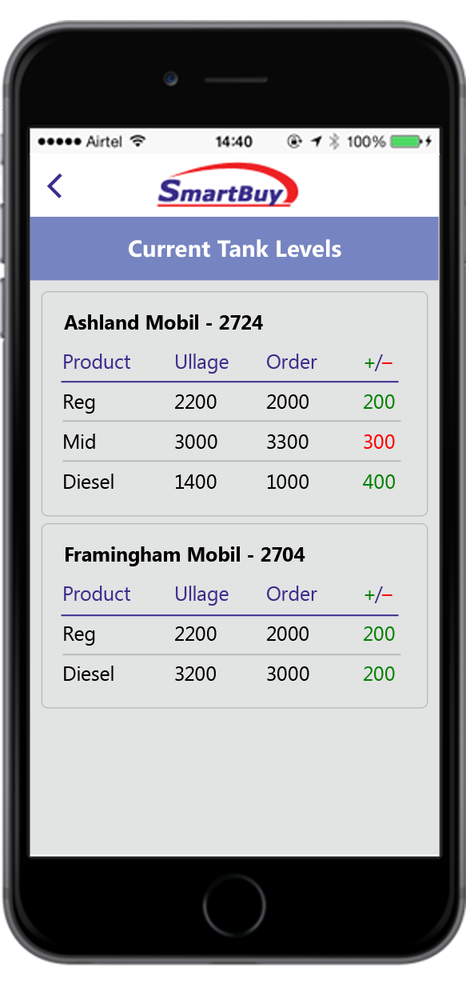 Airtel 14:40 100%
SmartBuy
Current Tank Levels
Ashland Mobil - 2724
Product Ullage Order +/−
Reg 2200 2000 200
Mid 3000 3300 300
Diesel 1400 1000 400
Framingham Mobil - 2704
Product Ullage Order +/−
Reg 2200 2000 200
Diesel 3200 3000 200